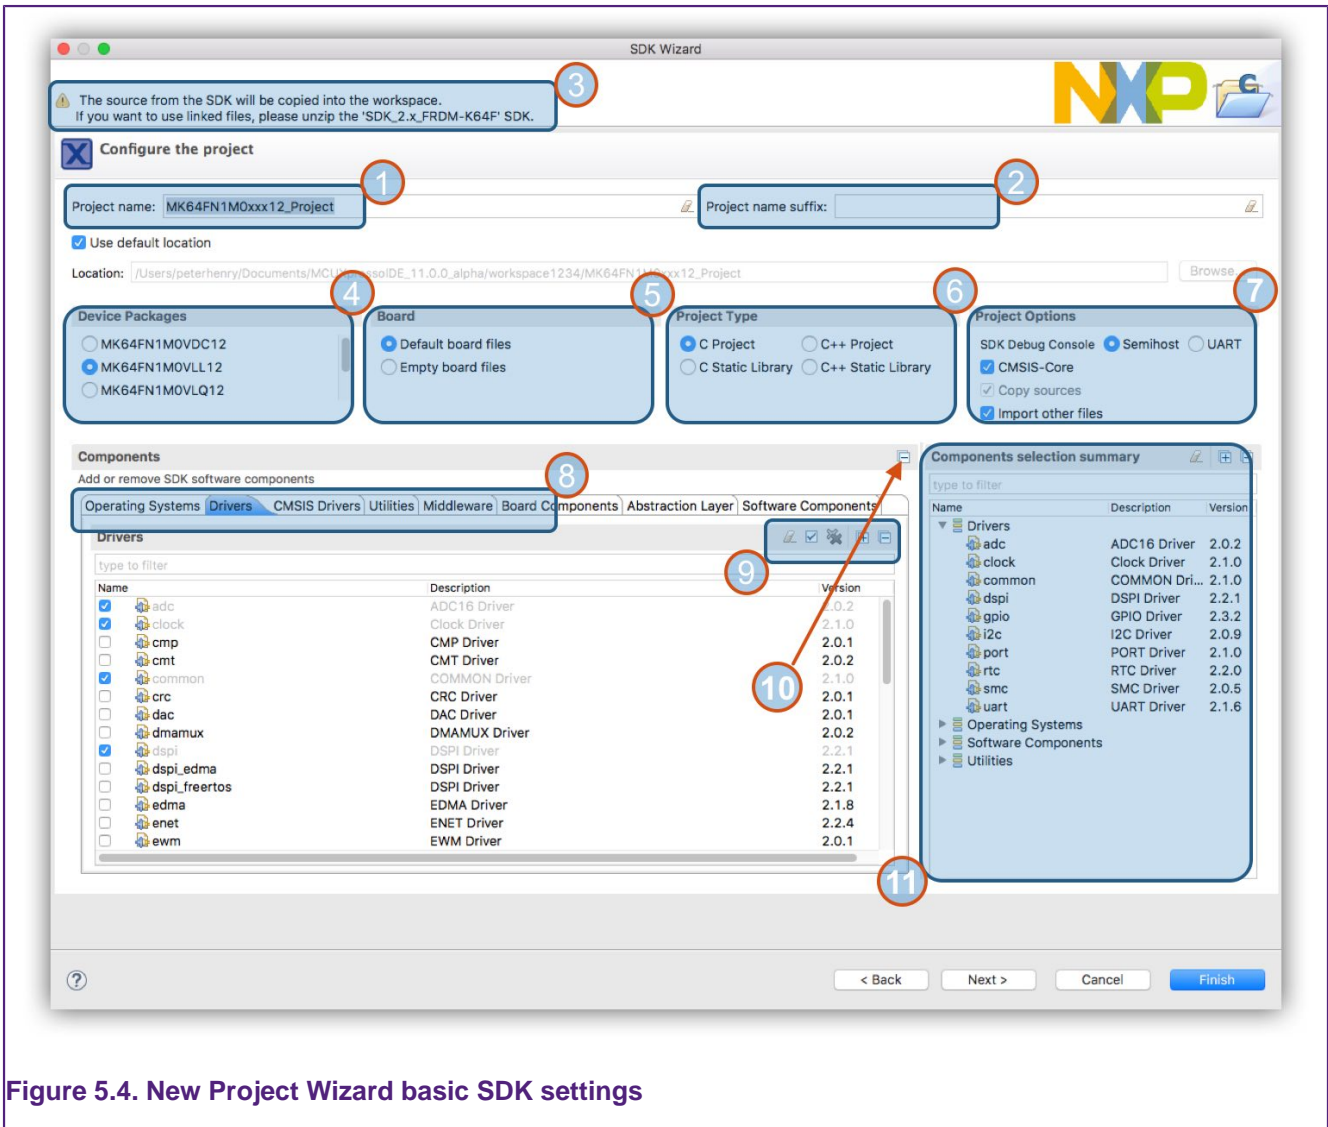 SDK Wizard
3
NXP
C
The source from the SDK will be copied into the workspace.
If you want to use linked files, please unzip the 'SDK_2.x_FRDM-K64F' SDK.
X Configure the project
1
2
Project name: MK64FN1M0xxx12_Project
Project name suffix:
Use default location
Location: /Users/peterhenry/Documents/MCUXpressoIDE_11.0.0_alpha/workspace1234/MK64FN1M0xxx12_Project
Browse...
4
5
6
7
Device Packages
MK64FN1M0VDC12
MK64FN1M0VLL12
MK64FN1M0VLQ12
Board
Default board files
Empty board files
Project Type
C Project
C++ Project
C Static Library
C++ Static Library
Project Options
SDK Debug Console Semihost UART
CMSIS-Core
Copy sources
Import other files
Components
Add or remove SDK software components
8
Operating Systems Drivers CMSIS Drivers Utilities Middleware Board Components Abstraction Layer Software Components
Drivers
9
type to filter
Name Description Version
adc ADC16 Driver 2.0.2
clock Clock Driver 2.1.0
cmp CMP Driver 2.0.1
cmt CMT Driver 2.0.2
common COMMON Driver 2.1.0
crc CRC Driver 2.0.1
dac DAC Driver 2.0.1
dmamux DMAMUX Driver 2.0.2
dspi DSPI Driver 2.2.1
dspi_edma DSPI Driver 2.2.1
dspi_freertos DSPI Driver 2.2.1
edma EDMA Driver 2.1.8
enet ENET Driver 2.2.4
ewm EWM Driver 2.0.1
10
11
Components selection summary
type to filter
Name Description Version
Drivers
adc ADC16 Driver 2.0.2
clock Clock Driver 2.1.0
common COMMON Dri... 2.1.0
dspi DSPI Driver 2.2.1
gpio GPIO Driver 2.3.2
i2c I2C Driver 2.0.9
port PORT Driver 2.1.0
rtc RTC Driver 2.2.0
smc SMC Driver 2.0.5
uart UART Driver 2.1.6
Operating Systems
Software Components
Utilities
?
< Back
Next >
Cancel
Finish
Figure 5.4. New Project Wizard basic SDK settings